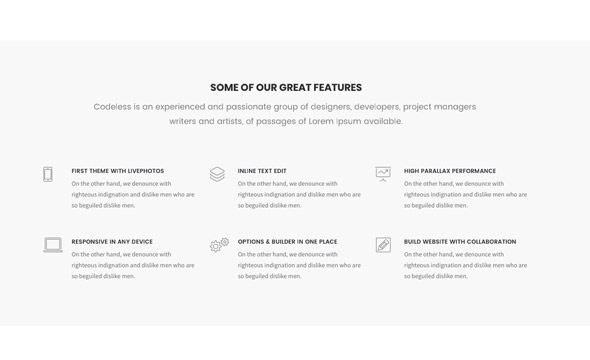 SOME OF OUR GREAT FEATURES
Codeless is an experienced and passionate group of designers, developers, project managers
writers and artists, of passages of Lorem Ipsum available.
FIRST THEME WITH LIVEPHOTOS
On the other hand, we denounce with
righteous indignation and dislike men who are
so beguiled dislike men.
INLINE TEXT EDIT
On the other hand, we denounce with
righteous indignation and dislike men who are
so beguiled dislike men.
HIGH PARALLAX PERFORMANCE
On the other hand, we denounce with
righteous indignation and dislike men who are
so beguiled dislike men.
RESPONSIVE IN ANY DEVICE
On the other hand, we denounce with
righteous indignation and dislike men who are
so beguiled dislike men.
OPTIONS & BUILDER IN ONE PLACE
On the other hand, we denounce with
righteous indignation and dislike men who are
so beguiled dislike men.
BUILD WEBSITE WITH COLLABORATION
On the other hand, we denounce with
righteous indignation and dislike men who are
so beguiled dislike men.